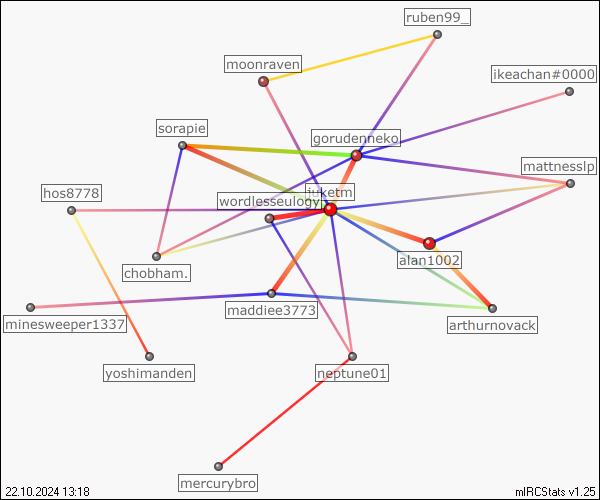 ruben99_
moonraven
ikeachan#0000
sorapie
gorudenneko
mattnesslp
hos8778
juketm
wordlesseulogy
alan1002
chobham.
maddiee3773
minesweeper1337
arthurnovack
yoshimanden
neptune01
mercurybro
22.10.2024 13:18
mIRCStats v1.25